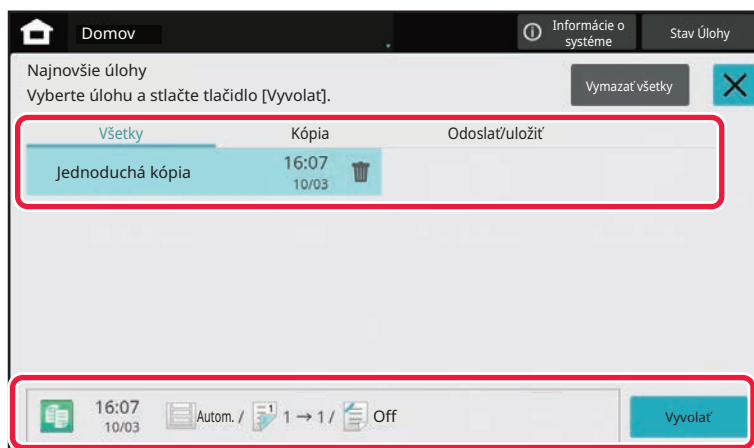 Domov
Informácie o
systéme
Stav Úlohy
Najnovšie úlohy
Vyberte úlohu a stlačte tlačidlo [Vyvolať].
Vymazať všetky
Všetky
Kópia
Odoslať/uložiť
Jednoduchá kópia
16:07
10/03
16:07
10/03
Autom. / 1 1 → 1 / Off
Vyvolať